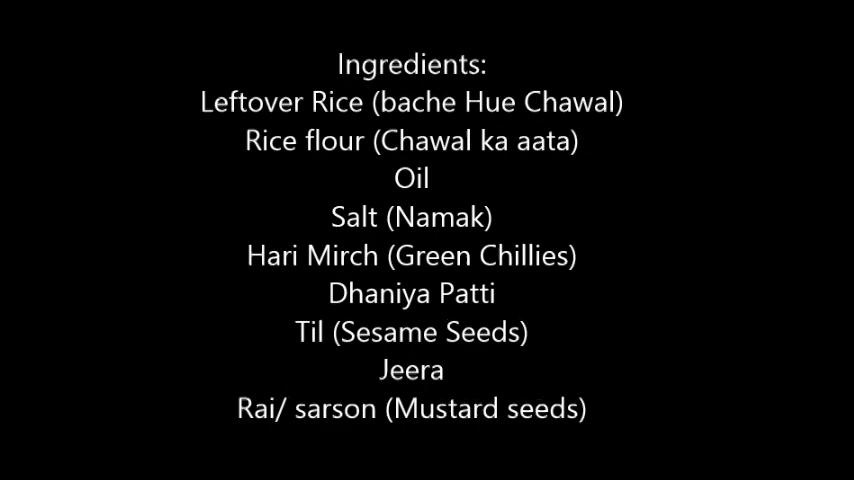 Ingredients:
Leftover Rice (bache Hue Chawal)
Rice flour (Chawal ka aata)
Oil
Salt (Namak)
Hari Mirch (Green Chillies)
Dhaniya Patti
Til (Sesame Seeds)
Jeera
Rai/ sarson (Mustard seeds)